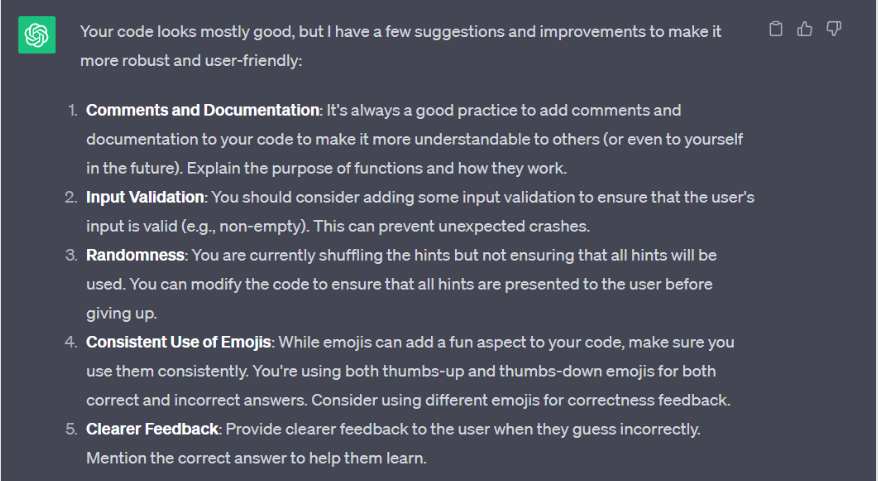 Your code looks mostly good, but I have a few suggestions and improvements to make it
more robust and user-friendly:
1. Comments and Documentation: It's always a good practice to add comments and
documentation to your code to make it more understandable to others (or even to yourself
in the future). Explain the purpose of functions and how they work.
2. Input Validation: You should consider adding some input validation to ensure that the user's
input is valid (e.g., non-empty). This can prevent unexpected crashes.
3. Randomness: You are currently shuffling the hints but not ensuring that all hints will be
used. You can modify the code to ensure that all hints are presented to the user before
giving up.
4. Consistent Use of Emojis: While emojis can add a fun aspect to your code, make sure you
use them consistently. You're using both thumbs-up and thumbs-down emojis for both
correct and incorrect answers. Consider using different emojis for correctness feedback.
5. Clearer Feedback: Provide clearer feedback to the user when they guess incorrectly.
Mention the correct answer to help them learn.